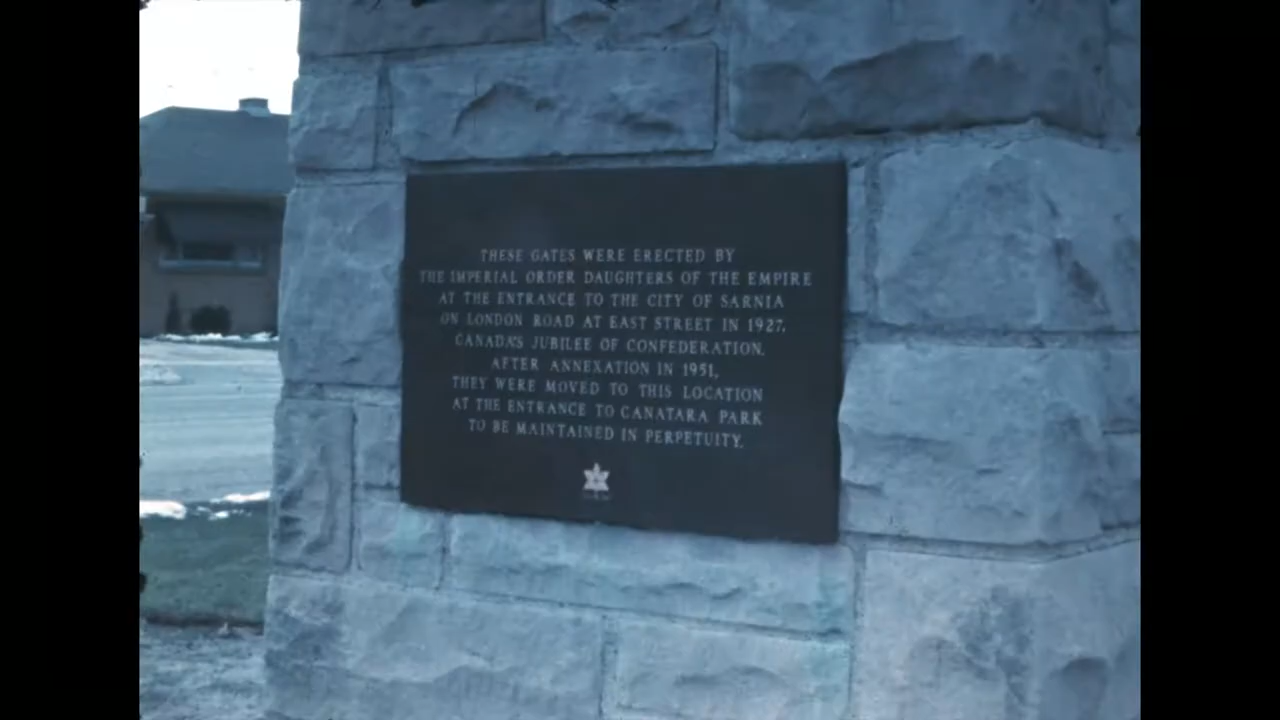 THESE GATES WERE ERECTED BY
THE IMPERIAL ORDER DAUGHTERS OF THE EMPIRE
AT THE ENTRANCE TO THE CITY OF SARNIA
ON LONDON ROAD AT EAST STREET IN 1927,
CANADA'S JUBILEE OF CONFEDERATION.
AFTER ANNEXATION IN 1951,
THEY WERE MOVED TO THIS LOCATION
AT THE ENTRANCE TO CANATARA PARK
TO BE MAINTAINED IN PERPETUITY.